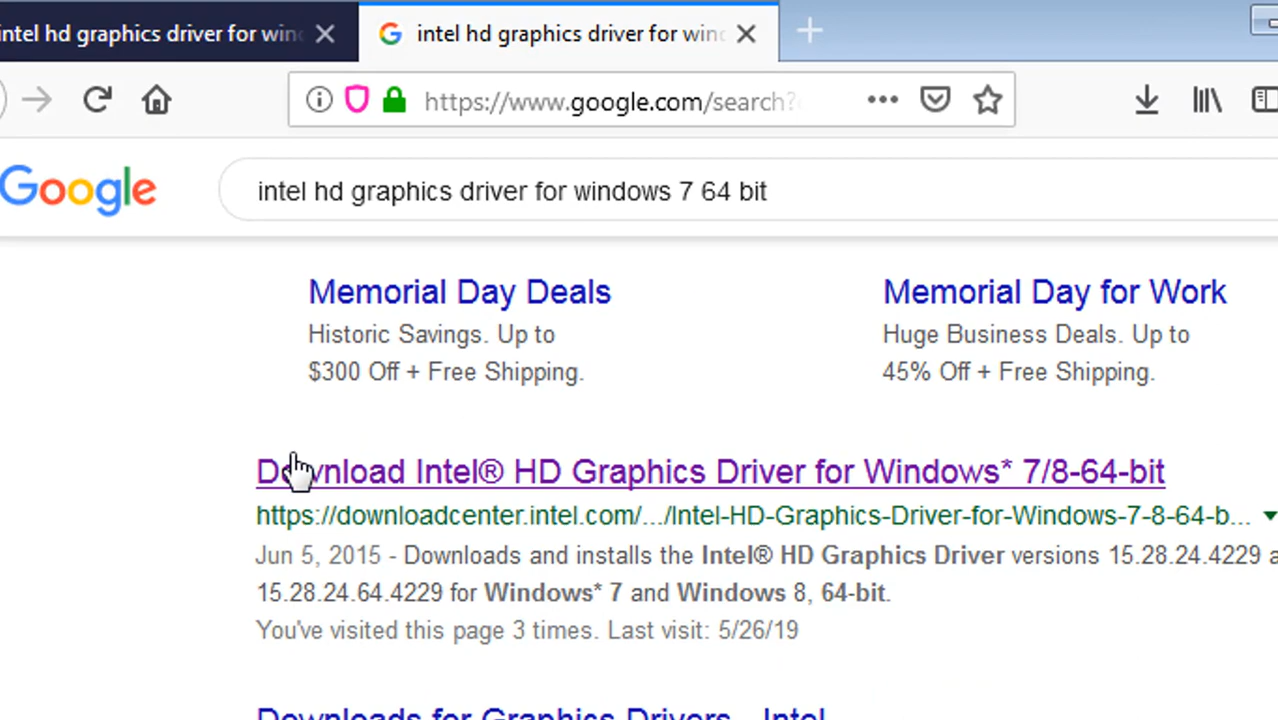 intel hd graphics driver for wind
intel hd graphics driver for wind
https://www.google.com/search?
Google
intel hd graphics driver for windows 7 64 bit
Memorial Day Deals
Memorial Day for Work
Historic Savings. Up to
Huge Business Deals. Up to
$300 Off + Free Shipping.
45% Off + Free Shipping.
Download Intel® HD Graphics Driver for Windows* 7/8-64-bit
https://downloadcenter.intel.com/.../Intel-HD-Graphics-Driver-for-Windows-7-8-64-b...
Jun 5, 2015 - Downloads and installs the Intel® HD Graphics Driver versions 15.28.24.4229
15.28.24.64.4229 for Windows* 7 and Windows 8, 64-bit.
You've visited this page 3 times. Last visit: 5/26/19
Downloads for Graphics Drivers - Intel